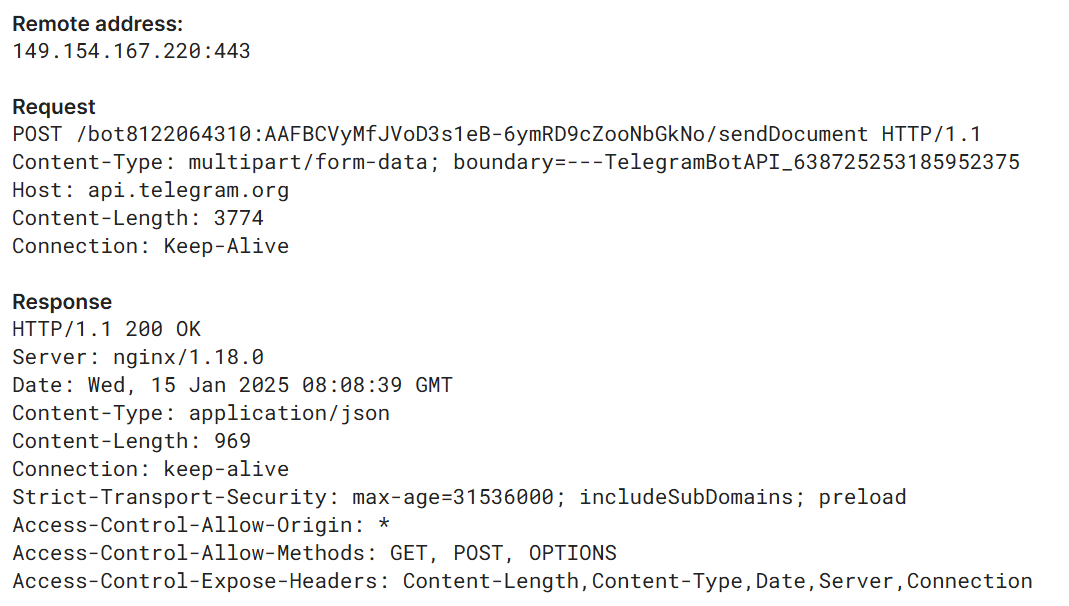 Remote address:
149.154.167.220:443
Request
POST /bot8122064310:AAFBCVyMfJVoD3s1eB-6ymRD9cZooNbGkNo/sendDocument HTTP/1.1
Content-Type: multipart/form-data; boundary=---TelegramBotAPI_638725253185952375
Host: api.telegram.org
Content-Length: 3774
Connection: Keep-Alive
Response
HTTP/1.1 200 OK
Server: nginx/1.18.0
Date: Wed, 15 Jan 2025 08:08:39 GMT
Content-Type: application/json
Content-Length: 969
Connection: keep-alive
Strict-Transport-Security: max-age=31536000; includeSubDomains; preload
Access-Control-Allow-Origin: *
Access-Control-Allow-Methods: GET, POST, OPTIONS
Access-Control-Expose-Headers: Content-Length,Content-Type,Date,Server,Connection